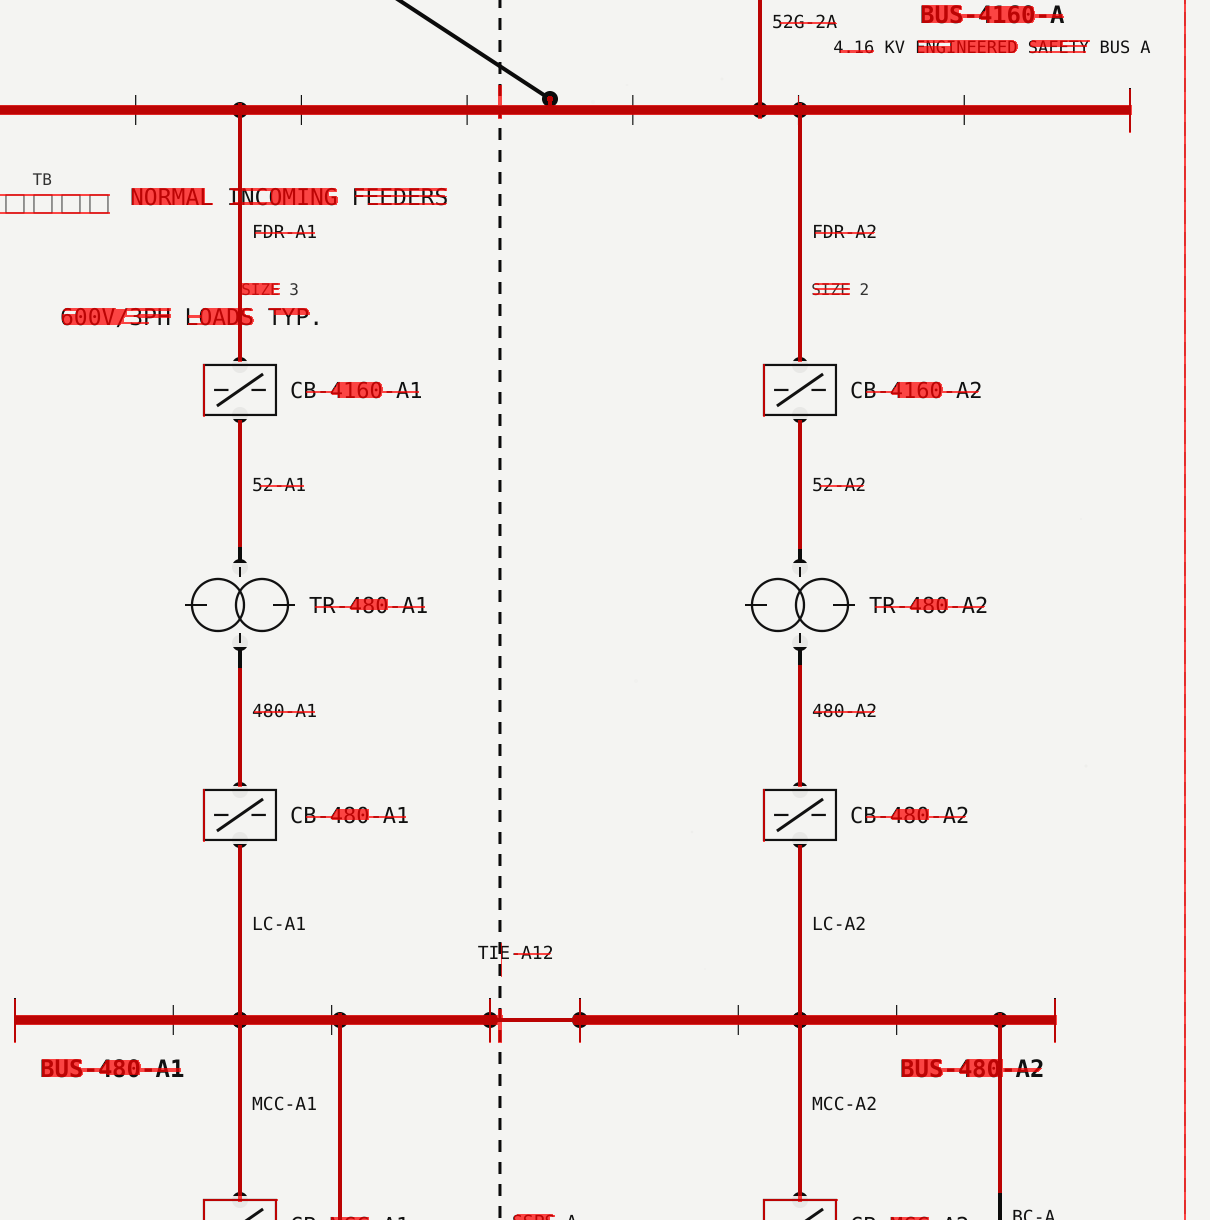 52G-2A
BUS-4160-A
4.16 KV ENGINEERED SAFETY BUS A
TB
NORMAL INCOMING FEEDERS
FDR-A1
FDR-A2
SIZE 3
SIZE 2
600V/3PH LOADS TYP.
CB-4160-A1
CB-4160-A2
52-A1
52-A2
TR-480-A1
TR-480-A2
480-A1
480-A2
CB-480-A1
CB-480-A2
LC-A1
LC-A2
TIE-A12
BUS-480-A1
BUS-480-A2
MCC-A1
MCC-A2
BC-A